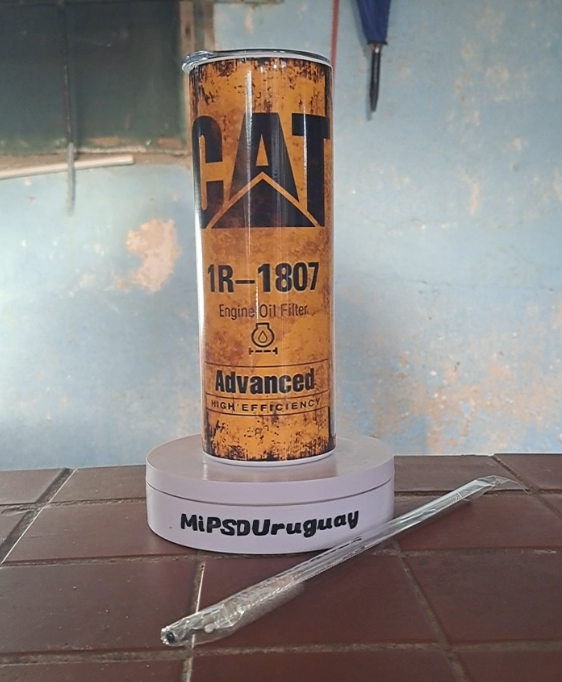 CAT
1R-1807
Engine Oil Filter
Advanced
HIGH EFFICIENCY
MiPSDUruguay